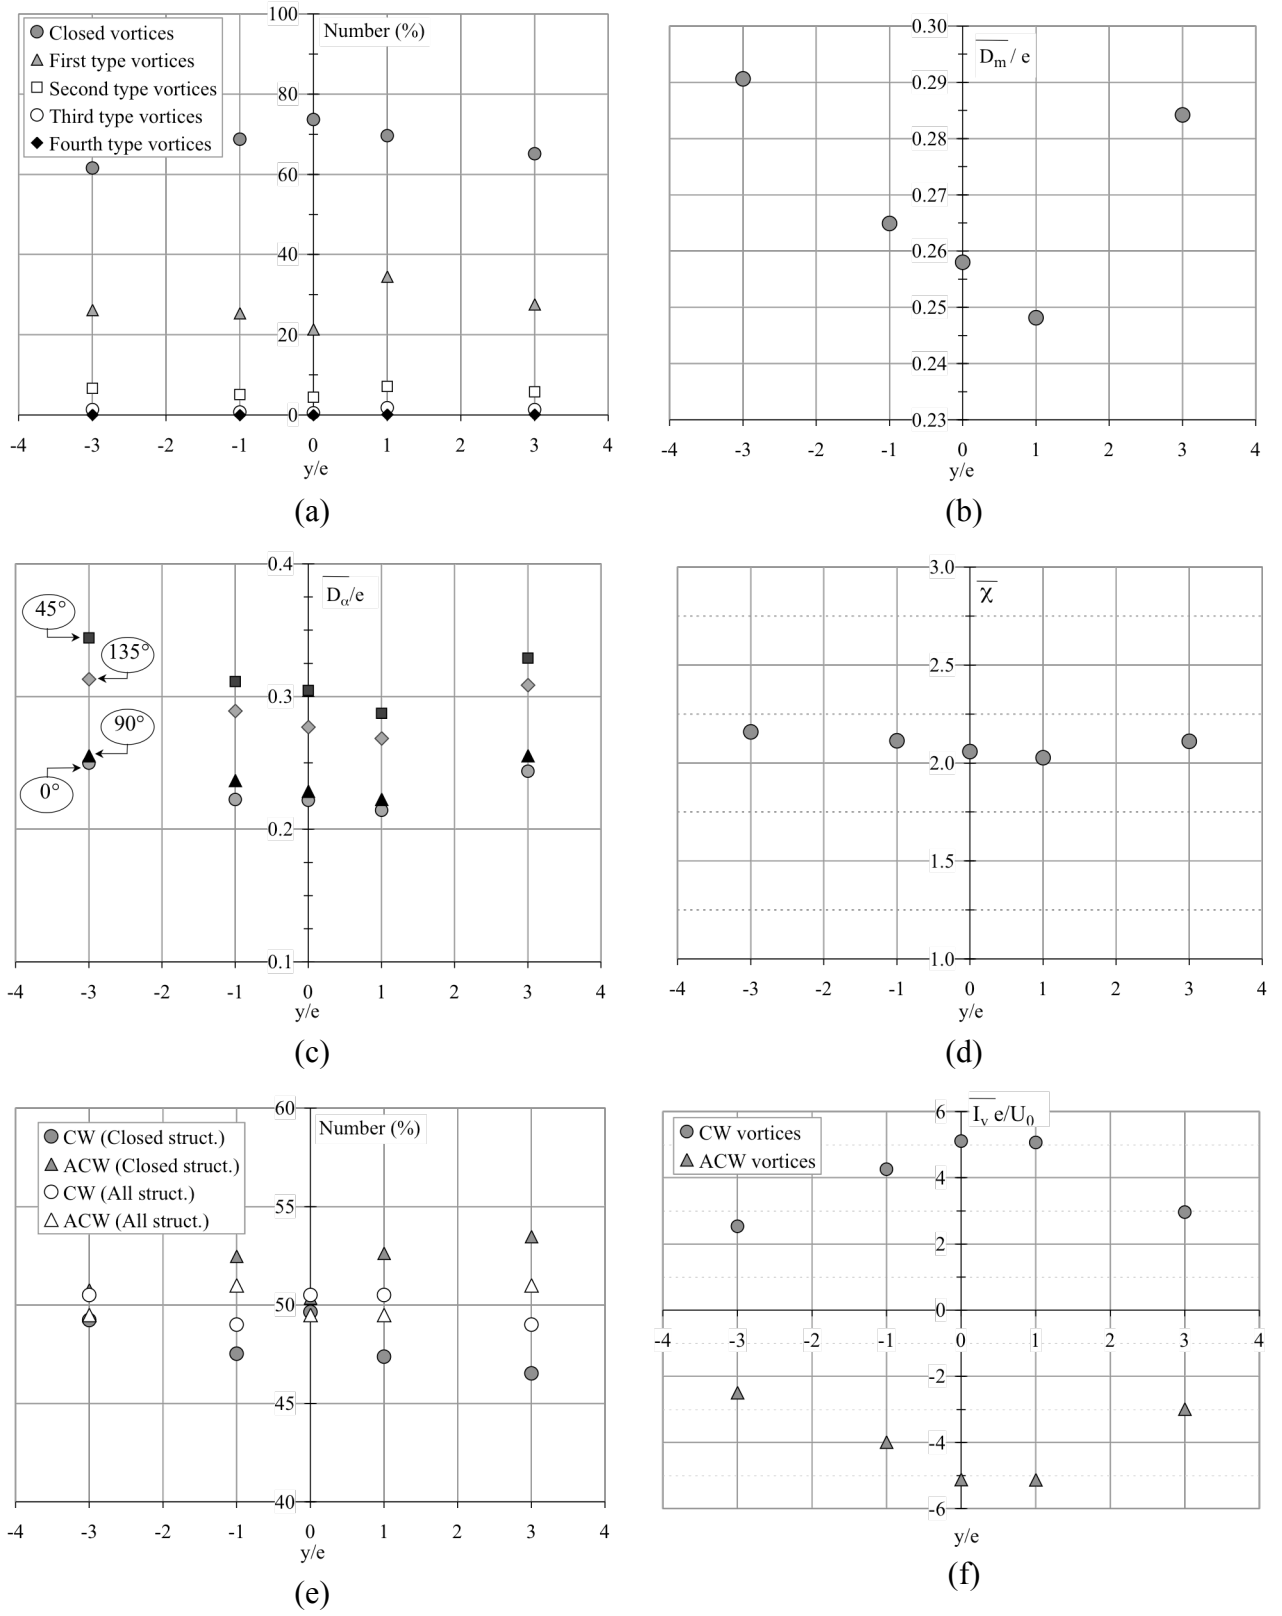 100
Number (%)
Closed vortices
First type vortices
Second type vortices
Third type vortices
Fourth type vortices
80
60
40
20
0
-4 -3 -2 -1 0 1 2 3 4
y/e
(a)
0.30
D̅m / e
0.29
0.28
0.27
0.26
0.25
0.24
0.23
-4 -3 -2 -1 0 1 2 3 4
y/e
(b)
0.4
Dα/e
45°
135°
0.3
90°
0°
0.2
0.1
-4 -3 -2 -1 0 1 2 3 4
y/e
(c)
3.0
χ
2.5
2.0
1.5
1.0
-4 -3 -2 -1 0 1 2 3 4
y/e
(d)
60
Number (%)
CW (Closed struct.)
ACW (Closed struct.)
CW (All struct.)
ACW (All struct.)
55
50
45
40
-4 -3 -2 -1 0 1 2 3 4
y/e
(e)
Iv e/U0
6
CW vortices
ACW vortices
4
2
0
-4 -3 -2 -1 0 1 2 3 4
-2
-4
-6
y/e
(f)